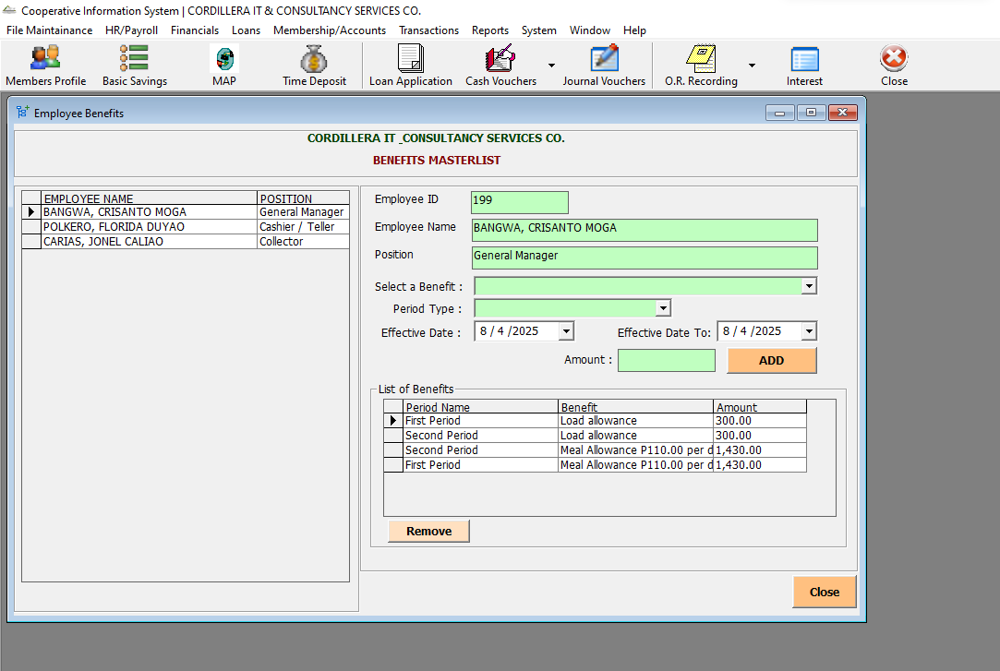 Cooperative Information System | CORDILLERA IT & CONSULTANCY SERVICES CO.
File Maintainance HR/Payroll Financials Loans Membership/Accounts Transactions Reports System Window Help
Members Profile Basic Savings MAP Time Deposit Loan Application Cash Vouchers Journal Vouchers O.R. Recording Interest Close
Employee Benefits
CORDILLERA IT _CONSULTANCY SERVICES CO.
BENEFITS MASTERLIST
EMPLOYEE NAME POSITION
BANGWA, CRISANTO MOGA General Manager
POLKERO, FLORIDA DUYAO Cashier / Teller
CARIAS, JONEL CALIAO Collector
Employee ID 199
Employee Name BANGWA, CRISANTO MOGA
Position General Manager
Select a Benefit :
Period Type :
Effective Date : 8 / 4 /2025 Effective Date To: 8 / 4 /2025
Amount : ADD
List of Benefits
Period Name Benefit Amount
First Period Load allowance 300.00
Second Period Load allowance 300.00
Second Period Meal Allowance P110.00 per d 1,430.00
First Period Meal Allowance P110.00 per d 1,430.00
Remove
Close